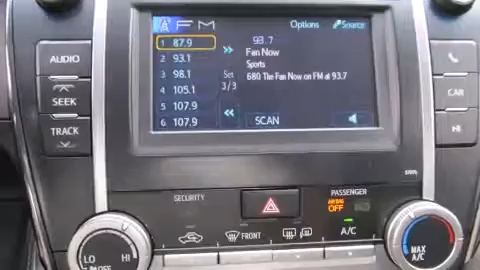 FM
Options
Source
1 87.9
2 93.1
3 98.1
4 105.1
5 107.9
6 107.9
Set
3/3
93.7
Fan Now
Sports
680 The Fan Now on FM at 93.7
SCAN
AUDIO
SEEK
TRACK
CAR
SECURITY
PASSENGER
AIRBAG
OFF
FRONT
A/C
LO
HI
OFF
MAX
A/C